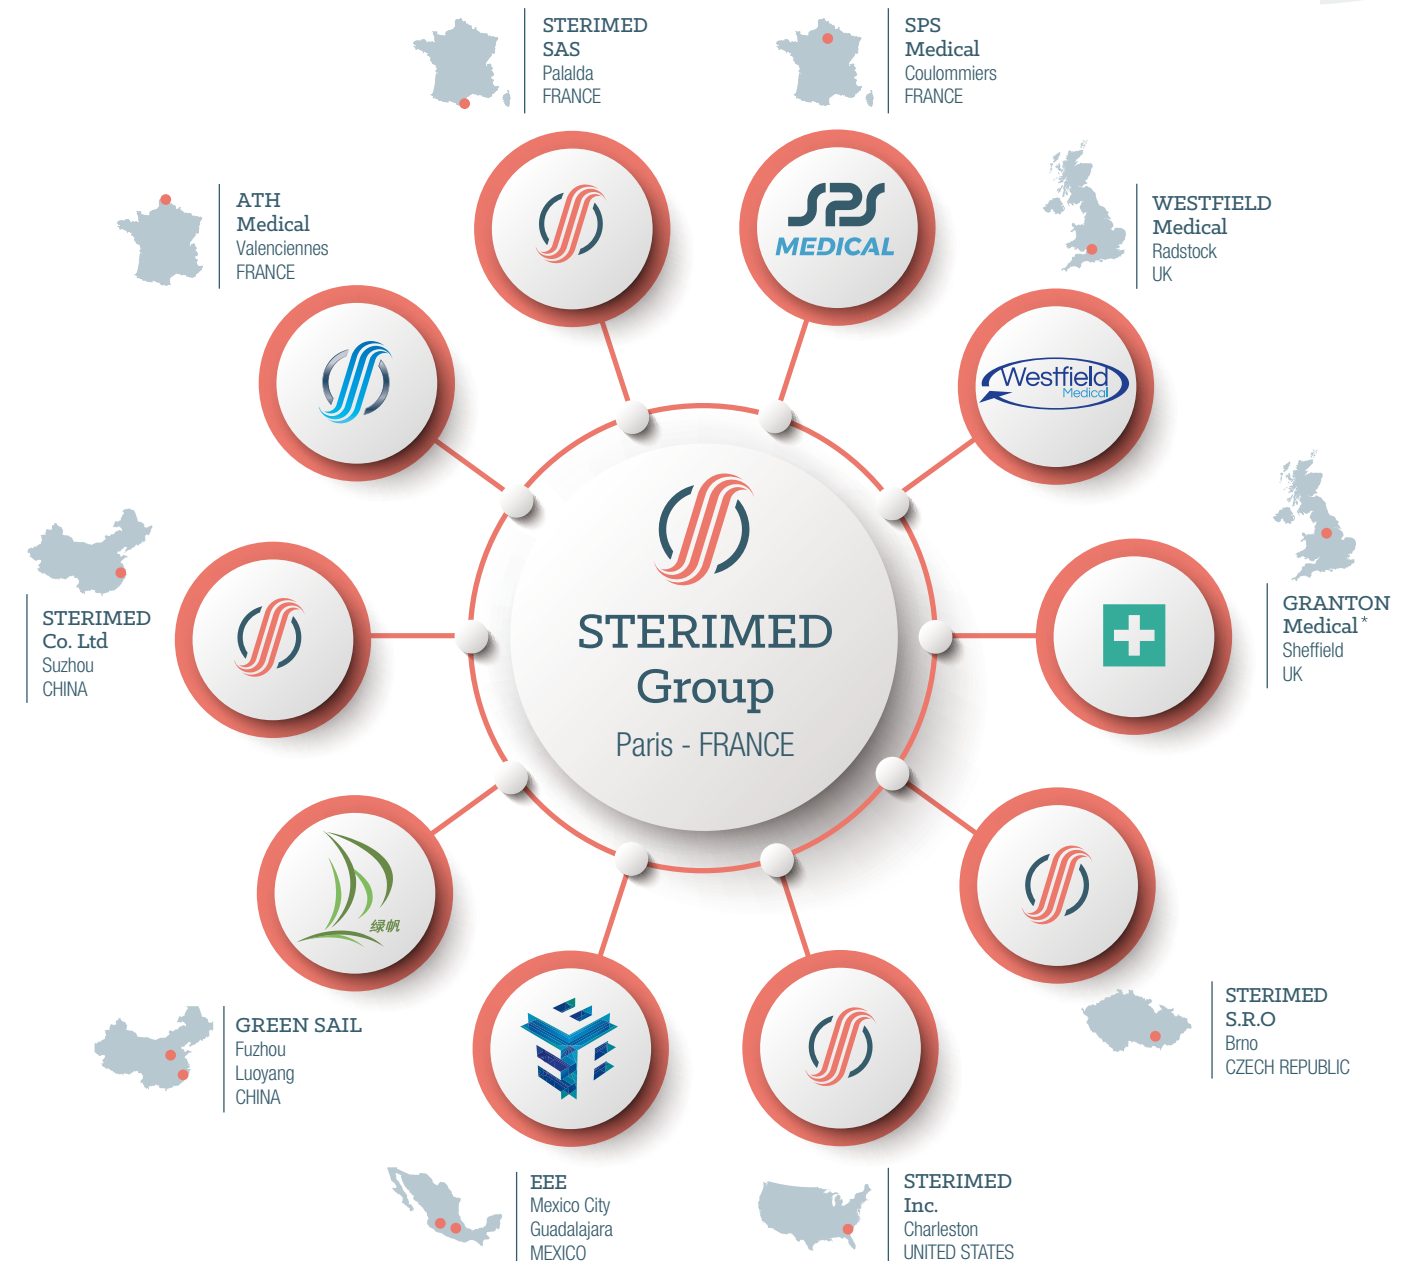 STERIMED
SAS
Palalda
FRANCE
SPS
Medical
Coulommiers
FRANCE
ATH
Medical
Valenciennes
FRANCE
WESTFIELD
Medical
Radstock
UK
SPS
MEDICAL
Westfield
Medical
STERIMED
Co. Ltd
Suzhou
CHINA
STERIMED
Group
Paris - FRANCE
GRANTON
Medical*
Sheffield
UK
绿帆
GREEN SAIL
Fuzhou
Luoyang
CHINA
STERIMED
S.R.O
Brno
CZECH REPUBLIC
EEE
Mexico City
Guadalajara
MEXICO
STERIMED
Inc.
Charleston
UNITED STATES